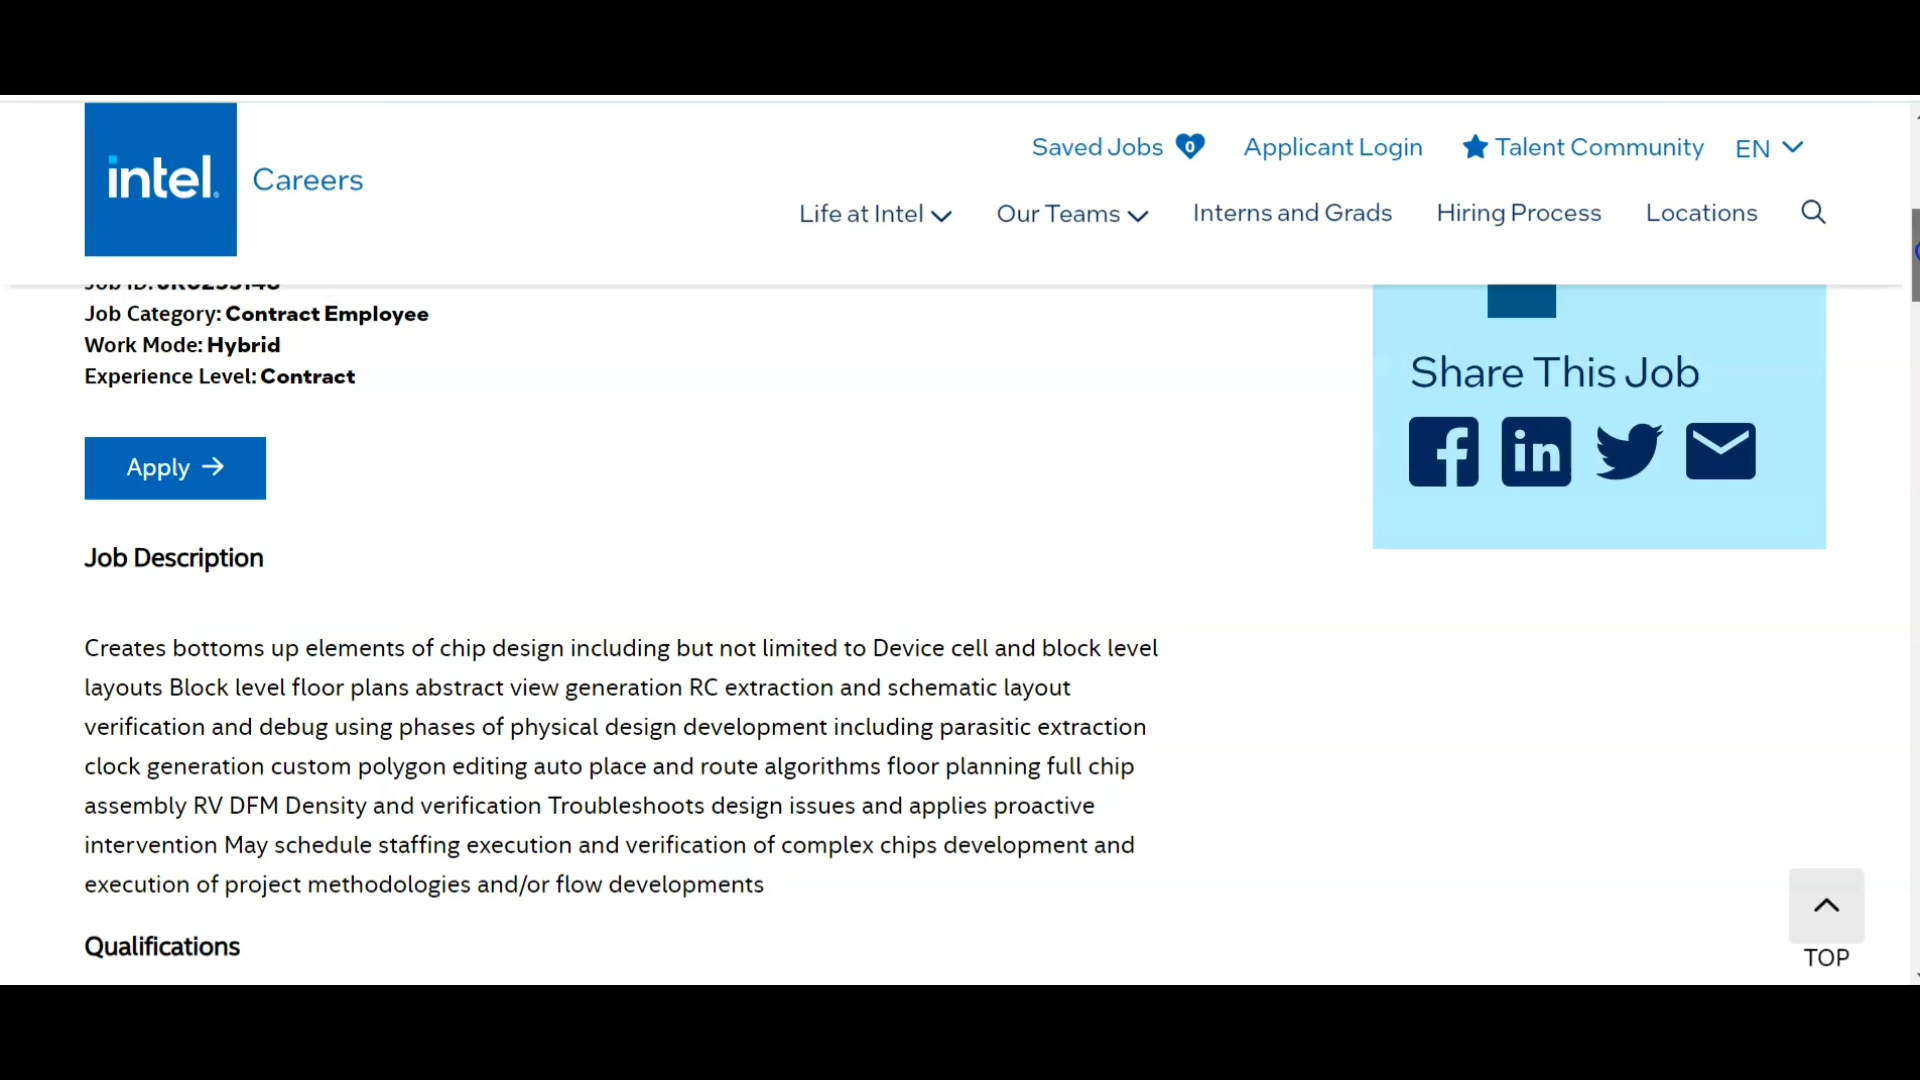 intel.
Careers
Saved Jobs 0 Applicant Login Talent Community EN
Life at Intel Our Teams Interns and Grads Hiring Process Locations
Job Category: Contract Employee
Work Mode: Hybrid
Experience Level: Contract
Apply
Share This Job
Job Description
Creates bottoms up elements of chip design including but not limited to Device cell and block level
layouts Block level floor plans abstract view generation RC extraction and schematic layout
verification and debug using phases of physical design development including parasitic extraction
clock generation custom polygon editing auto place and route algorithms floor planning full chip
assembly RV DFM Density and verification Troubleshoots design issues and applies proactive
intervention May schedule staffing execution and verification of complex chips development and
execution of project methodologies and/or flow developments
Qualifications
TOP